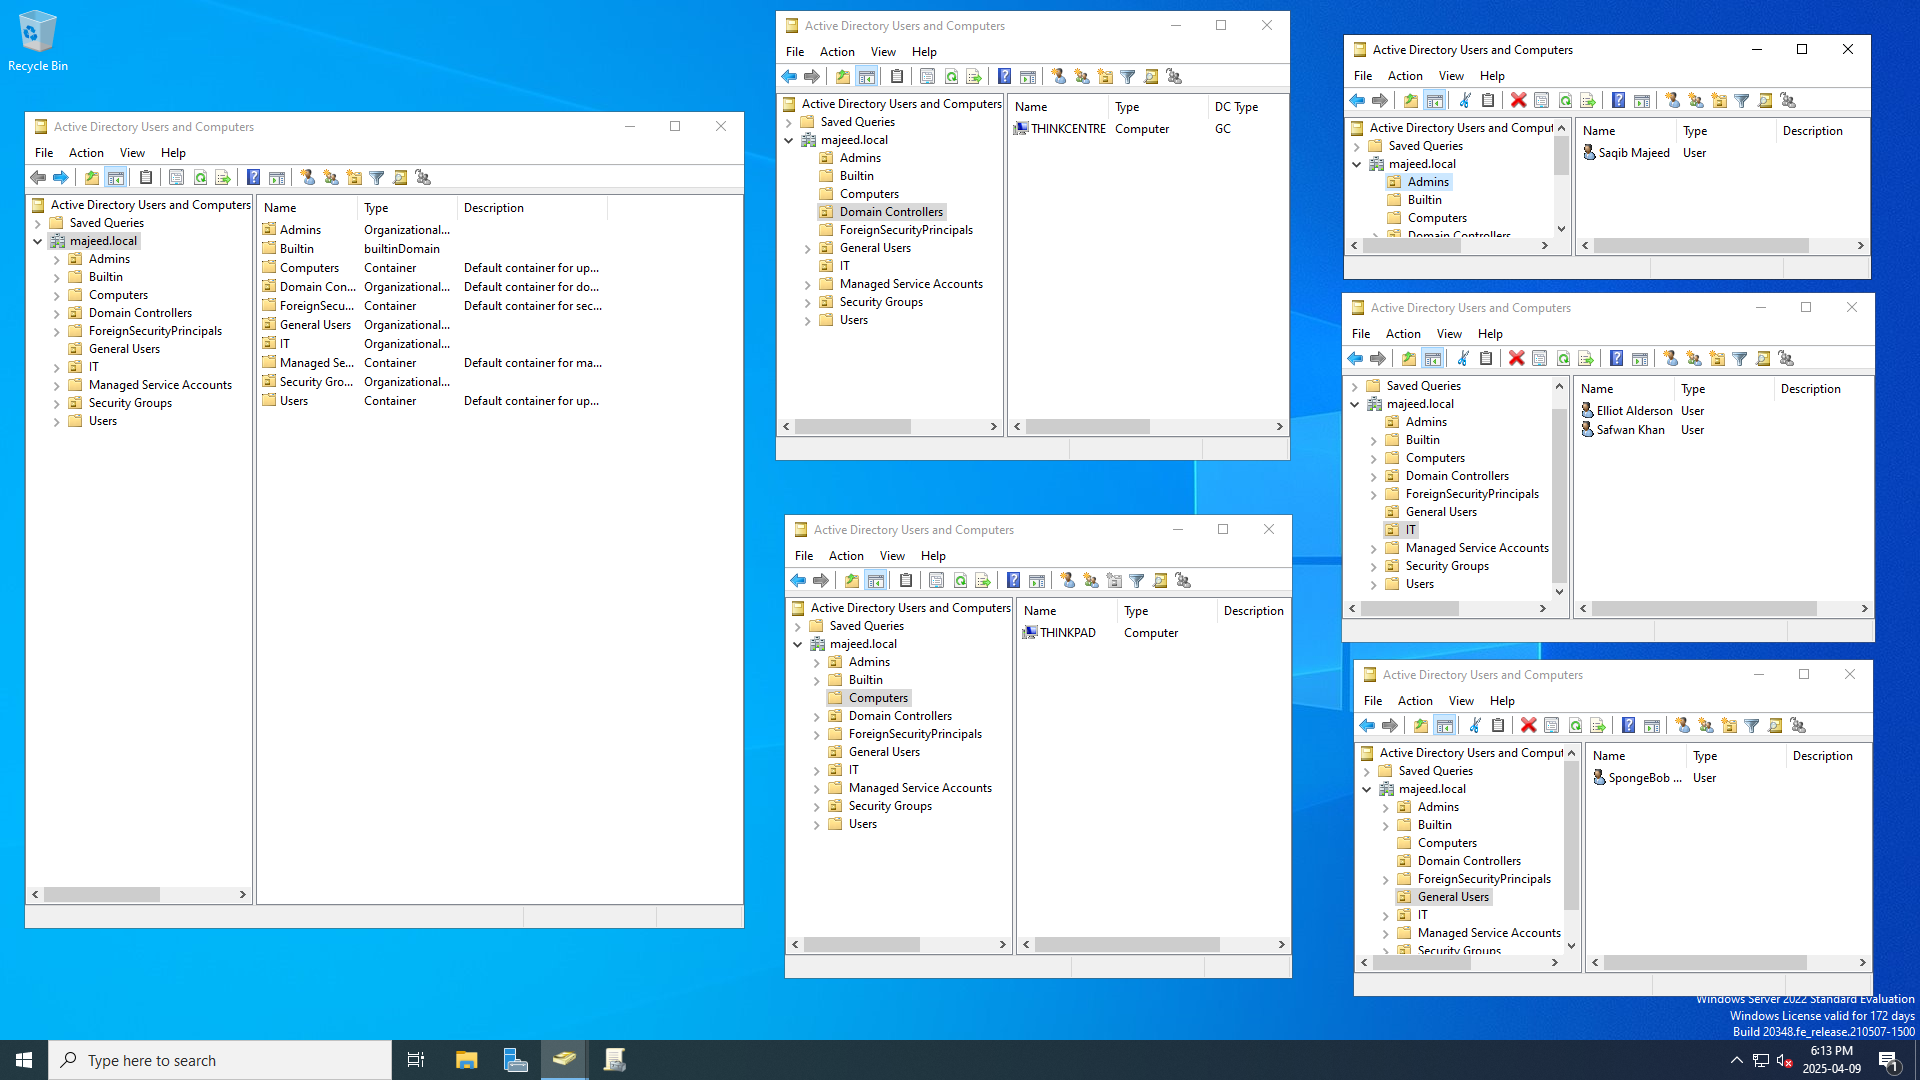 Recycle Bin
Active Directory Users and Computers
File Action View Help
Active Directory Users and Computers
Saved Queries
majeed.local
Admins
Builtin
Computers
Domain Controllers
ForeignSecurityPrincipals
General Users
IT
Managed Service Accounts
Security Groups
Users
Name Type Description
Admins Organizational...
Builtin builtinDomain
Computers Container Default container for up...
Domain Con... Organizational... Default container for do...
ForeignSecu... Container Default container for sec...
General Users Organizational...
IT Organizational...
Managed Se... Container Default container for ma...
Security Gro... Organizational...
Users Container Default container for up...
Active Directory Users and Computers
File Action View Help
Active Directory Users and Computers
Saved Queries
majeed.local
Admins
Builtin
Computers
Domain Controllers
ForeignSecurityPrincipals
General Users
IT
Managed Service Accounts
Security Groups
Users
Name Type DC Type
THINKCENTRE Computer GC
Active Directory Users and Computers
File Action View Help
Active Directory Users and Computers
Saved Queries
majeed.local
Admins
Builtin
Computers
Domain Controllers
ForeignSecurityPrincipals
General Users
IT
Managed Service Accounts
Security Groups
Users
Name Type Description
THINKPAD Computer
Active Directory Users and Computers
File Action View Help
Active Directory Users and Comput
Saved Queries
majeed.local
Admins
Builtin
Computers
Domain Controllers
Name Type Description
Saqib Majeed User
Active Directory Users and Computers
File Action View Help
Saved Queries
majeed.local
Admins
Builtin
Computers
Domain Controllers
ForeignSecurityPrincipals
General Users
IT
Managed Service Accounts
Security Groups
Users
Name Type Description
Elliot Alderson User
Safwan Khan User
Active Directory Users and Computers
File Action View Help
Active Directory Users and Comput
Saved Queries
majeed.local
Admins
Builtin
Computers
Domain Controllers
ForeignSecurityPrincipals
General Users
IT
Managed Service Accounts
Security Groups
Name Type Description
SpongeBob ... User
Windows Server 2022 Standard Evaluation
Windows License valid for 172 days
Build 20348.fe_release.210507-1500
Type here to search
6:13 PM
2025-04-09
1